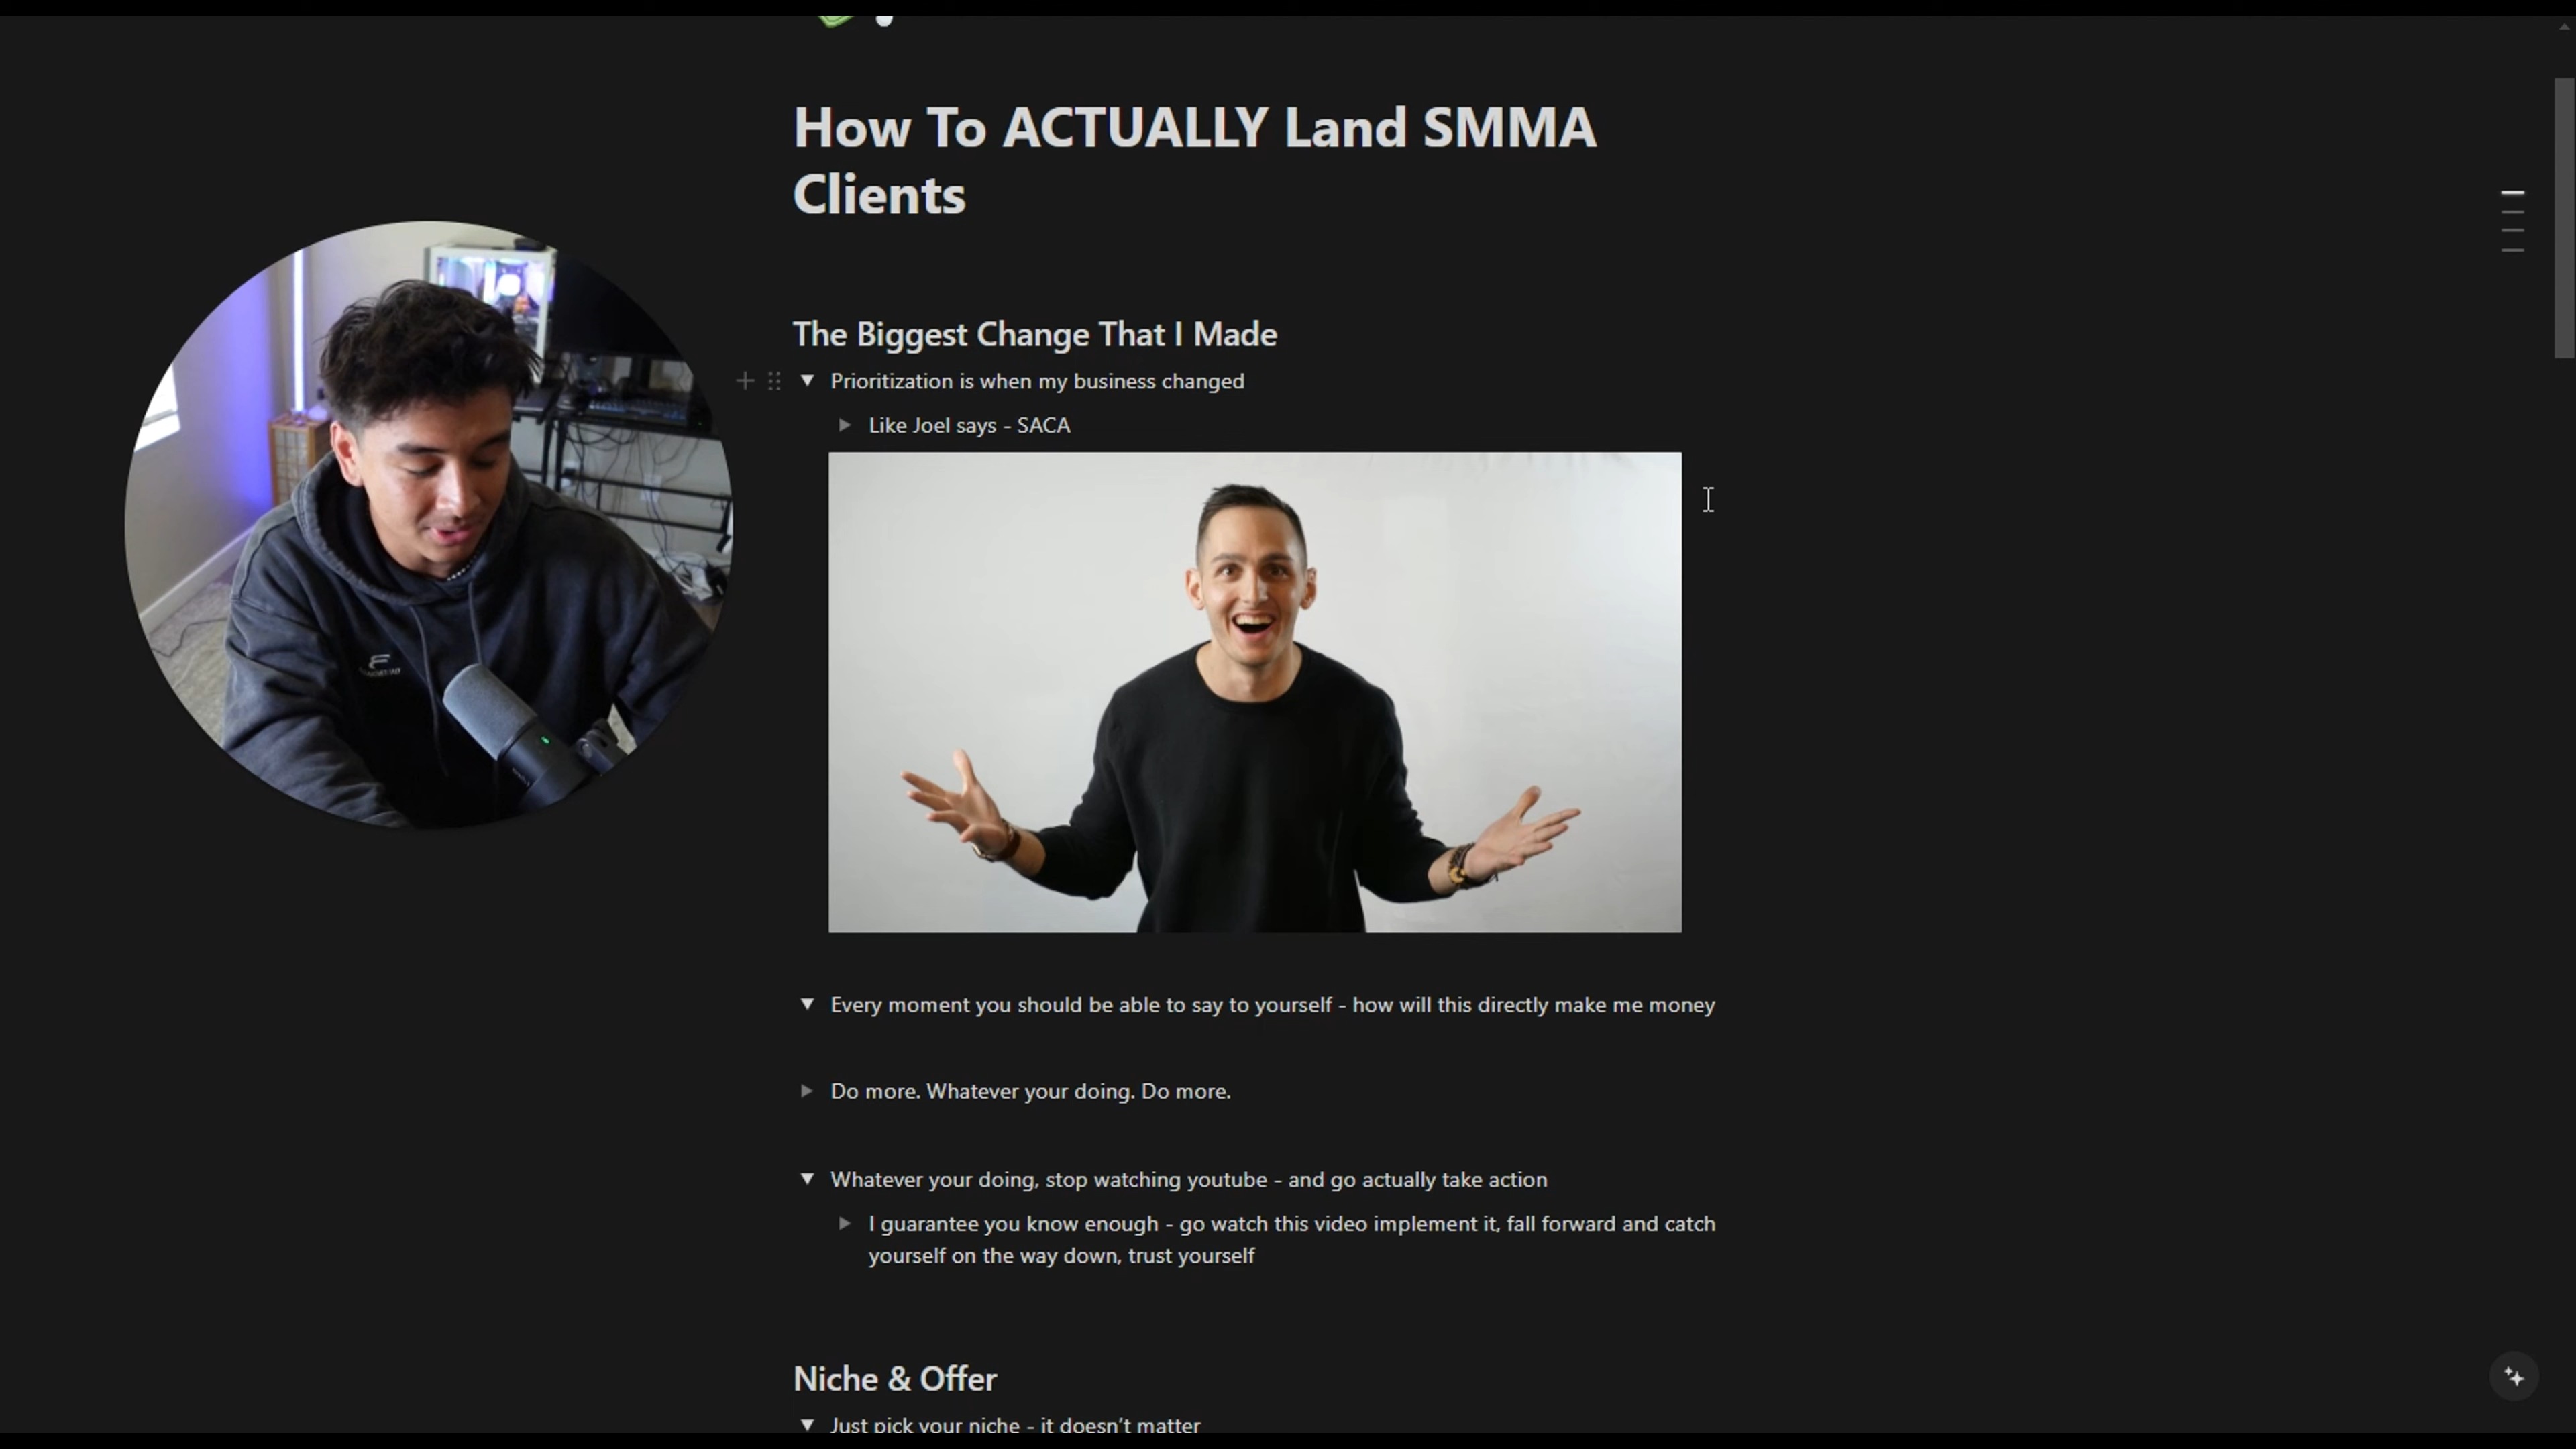 How To ACTUALLY Land SMMA
Clients
The Biggest Change That I Made
Prioritization is when my business changed
Like Joel says - SACA
Every moment you should be able to say to yourself - how will this directly make me money
Do more. Whatever your doing. Do more.
Whatever your doing, stop watching youtube - and go actually take action
I guarantee you know enough - go watch this video implement it, fall forward and catch
yourself on the way down, trust yourself
Niche & Offer
Just pick your niche - it doesn't matter